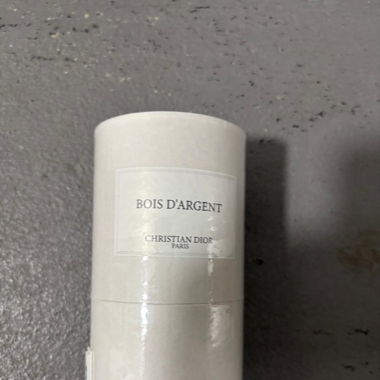 BOIS D'ARGENT
CHRISTIAN DIOR
PARIS